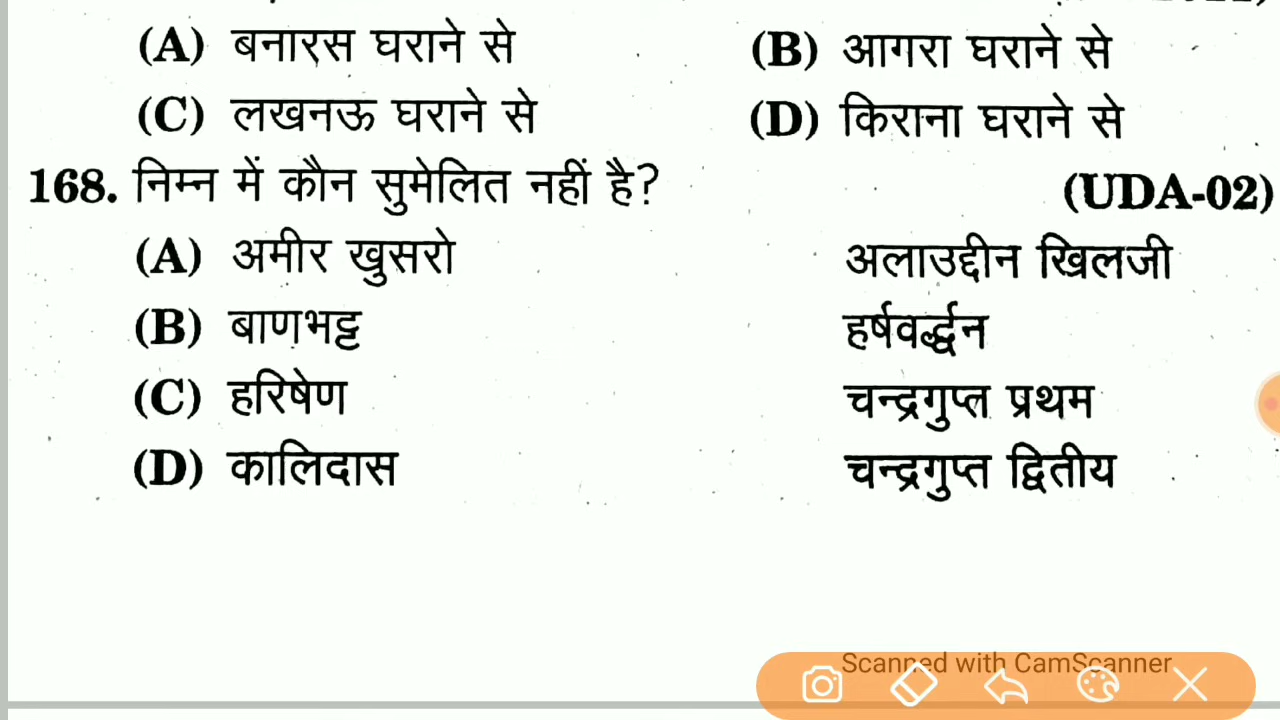 (A) बनारस घराने से (B) आगरा घराने से
(C) लखनऊ घराने से (D) किराना घराने से
168. निम्न में कौन सुमेलित नहीं है? (UDA-02)
(A) अमीर खुसरो अलाउद्दीन खिलजी
(B) बाणभट्ट हर्षवर्द्धन
(C) हरिषेण चन्द्रगुप्त प्रथम
(D) कालिदास चन्द्रगुप्त द्वितीय
Scanned with CamScanner